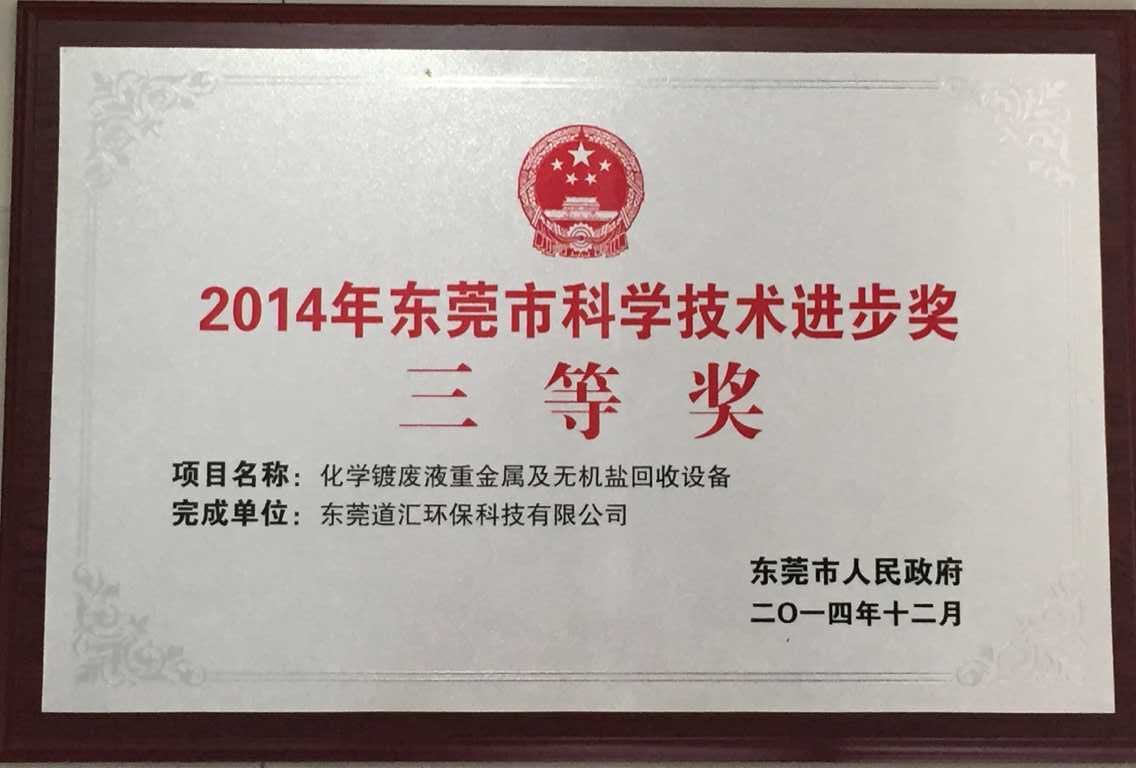 2014年东莞市科学技术进步奖
三等奖
项目名称：化学镀废液重金属及无机盐回收设备
完成单位：东莞道汇环保科技有限公司
东莞市人民政府
二〇一四年十二月